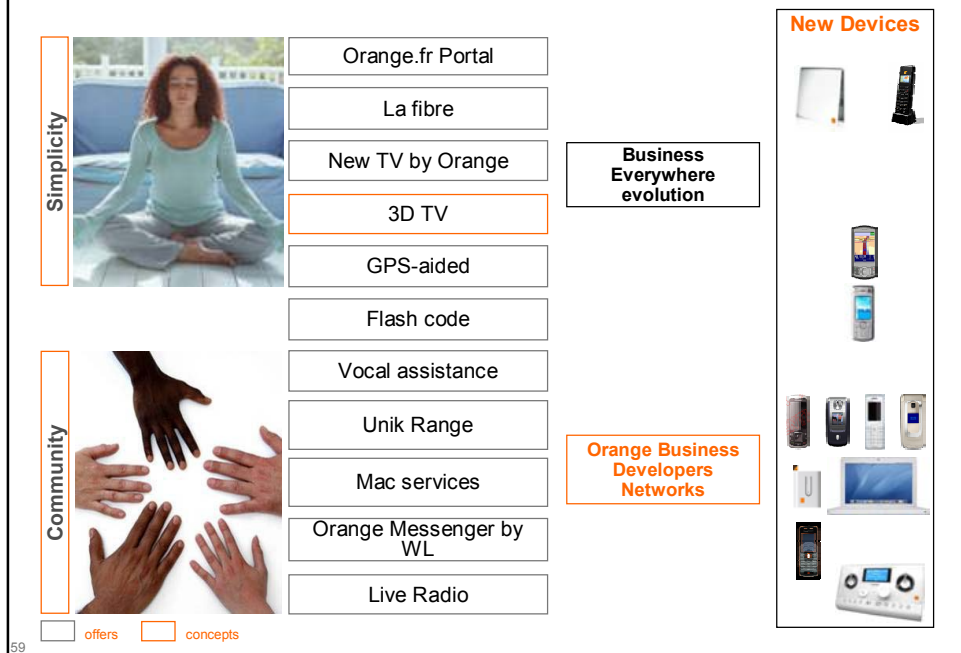 New Devices
Simplicity
Orange.fr Portal
La fibre
New TV by Orange
3D TV
GPS-aided
Flash code
Business
Everywhere
evolution
Community
Vocal assistance
Unik Range
Mac services
Orange Messenger by
WL
Live Radio
Orange Business
Developers
Networks
offers
concepts
59